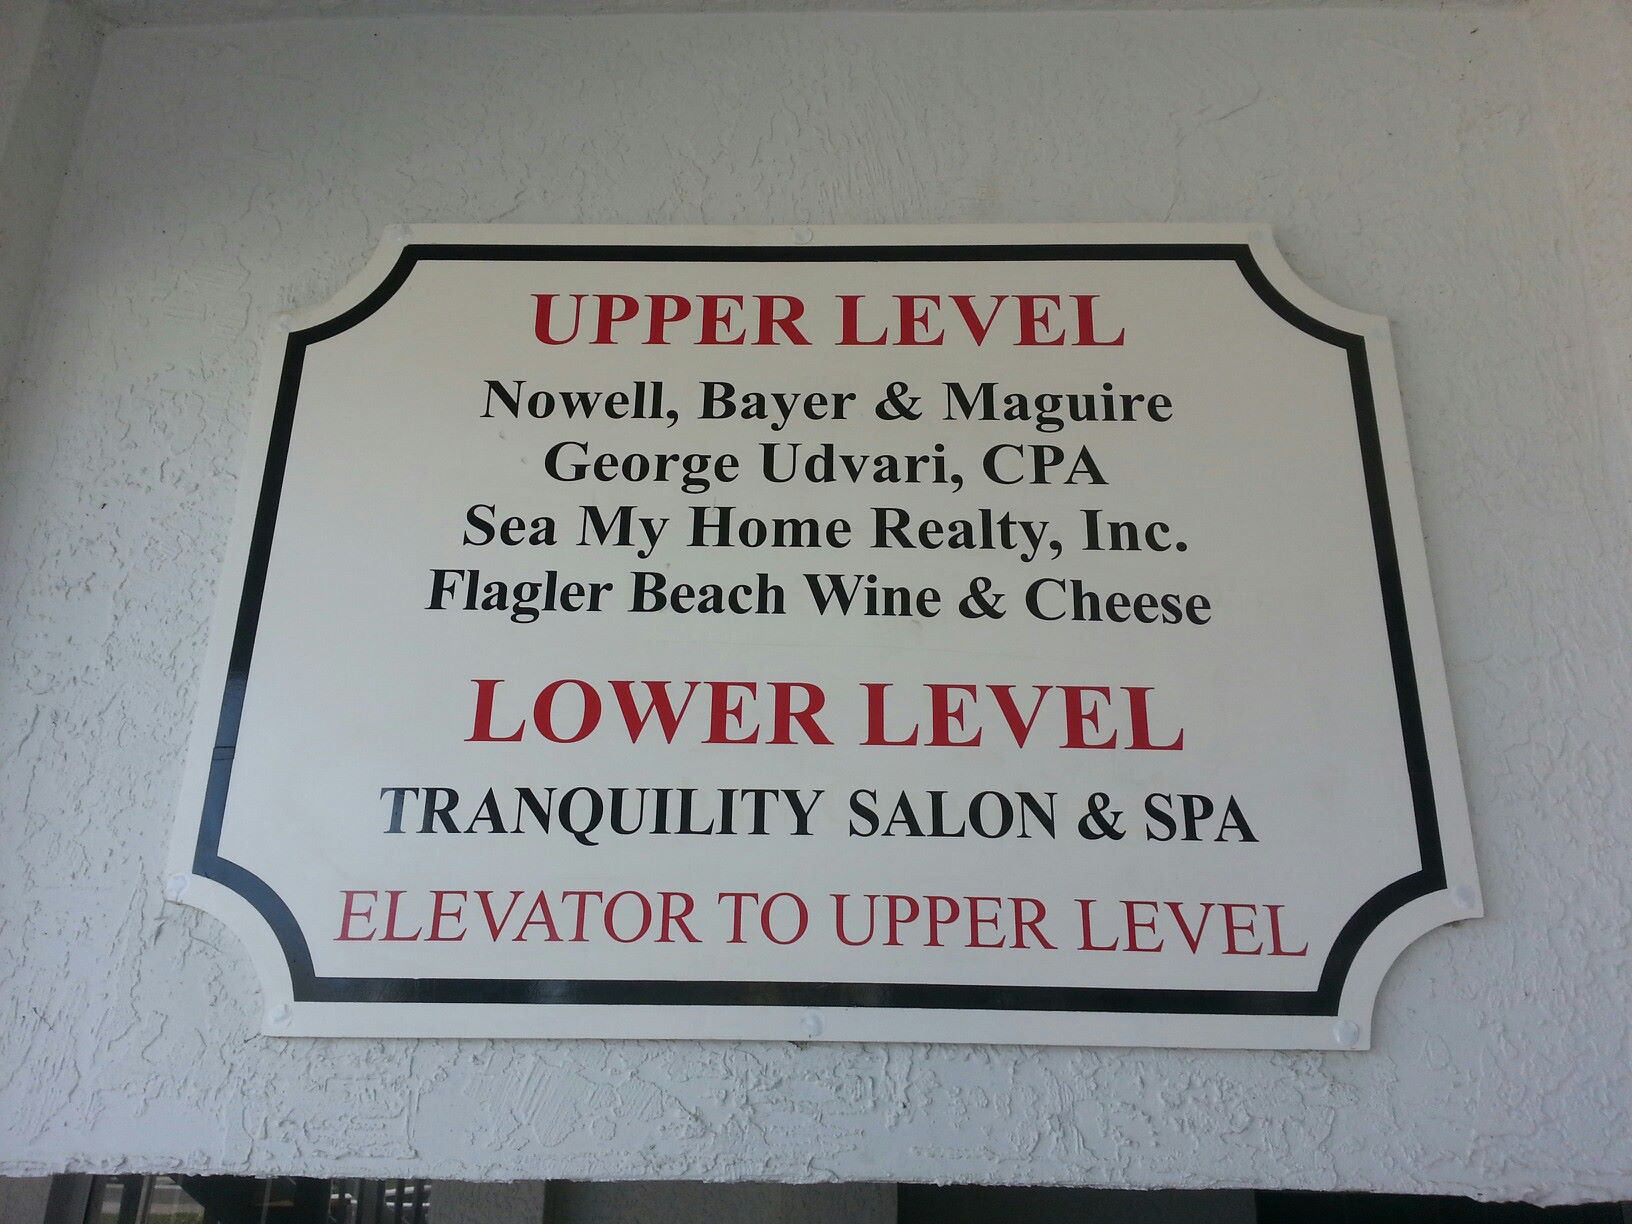 UPPER LEVEL
Nowell, Bayer & Maguire
George Udvari, CPA
Sea My Home Realty, Inc.
Flagler Beach Wine & Cheese
LOWER LEVEL
TRANQUILITY SALON & SPA
ELEVATOR TO UPPER LEVEL